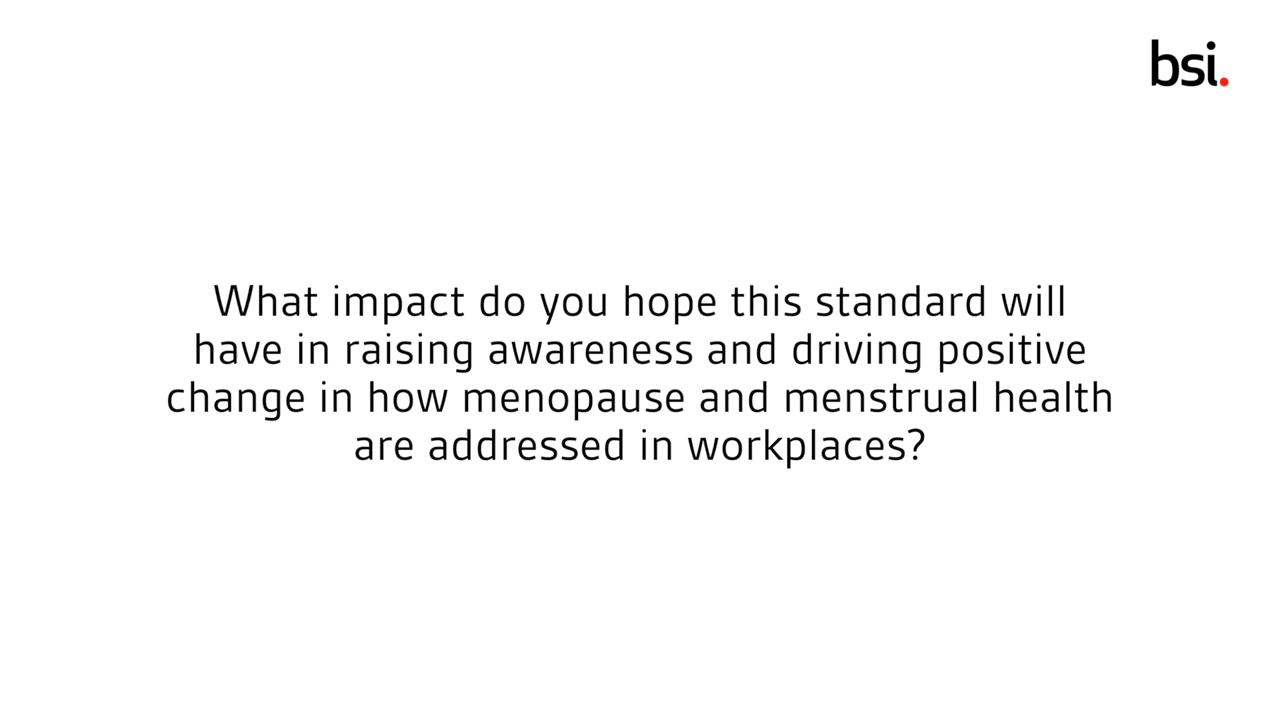 bsi.
What impact do you hope this standard will
have in raising awareness and driving positive
change in how menopause and menstrual health
are addressed in workplaces?